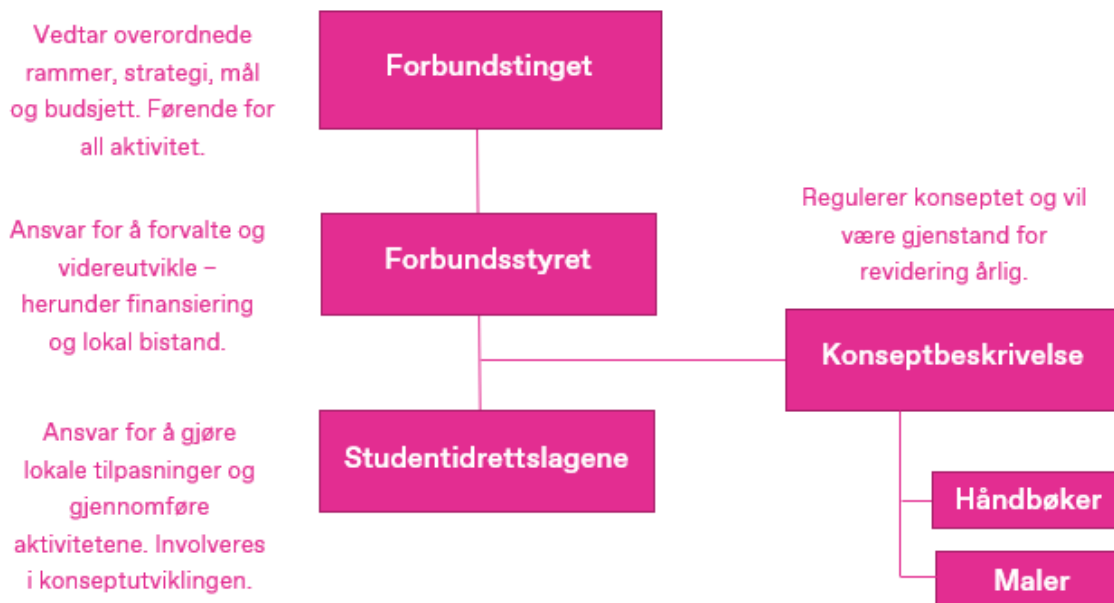 Vedtar overordnede
rammer, strategi, mål
og budsjett. Førende for
all aktivitet.
Forbundstinget
Ansvar for å forvalte og
videreutvikle –
herunder finansiering
og lokal bistand.
Forbundsstyret
Regulerer konseptet og vil
være gjenstand for
revidering årlig.
Konseptbeskrivelse
Ansvar for å gjøre
lokale tilpasninger og
gjennomføre
aktivitetene. Involveres
i konseptutviklingen.
Studentidrettslagene
Håndbøker
Maler